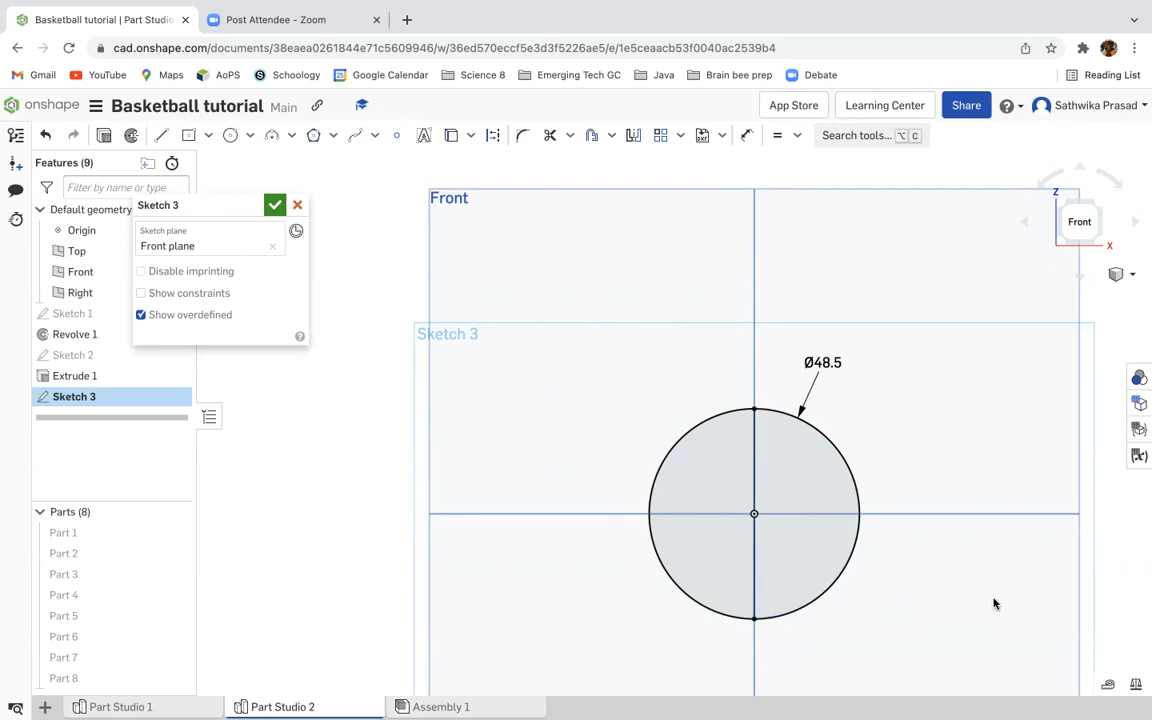 Basketball tutorial | Part Studio
Post Attendee - Zoom
cad.onshape.com/documents/38eaea0261844e71c5609946/w/36ed570eccf5e3d3f5226ae5/e/1e5ceaacb53f0040ac2539b4
Gmail YouTube Maps AoPS Schoology Google Calendar Science 8 Emerging Tech GC Java Brain bee prep Debate Reading List
onshape Basketball tutorial Main App Store Learning Center Share Sathwika Prasad
Search tools... ⌥ C
Features (9)
Filter by name or type
Default geometry
Origin
Top
Front
Right
Sketch 1
Revolve 1
Sketch 2
Extrude 1
Sketch 3
Sketch 3
Sketch plane
Front plane
Disable imprinting
Show constraints
Show overdefined
Front
Sketch 3
Ø48.5
Z
Front
X
Parts (8)
Part 1
Part 2
Part 3
Part 4
Part 5
Part 6
Part 7
Part 8
Part Studio 1 Part Studio 2 Assembly 1